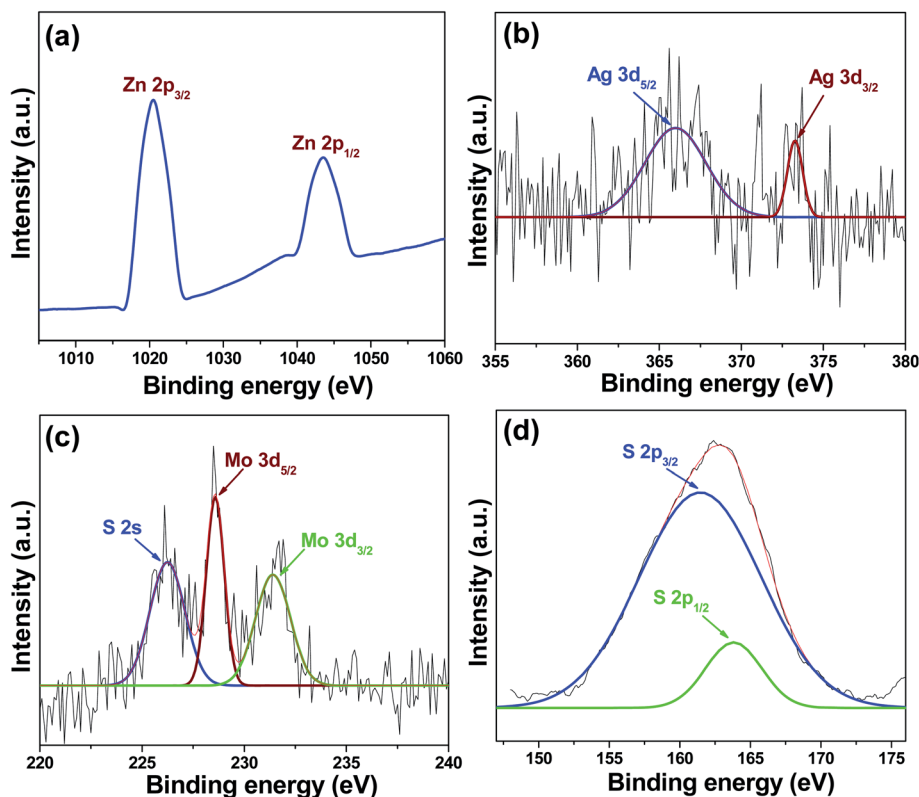 (a)
Zn 2p3/2
Zn 2p1/2
Intensity (a.u.)
1010 1020 1030 1040 1050 1060
Binding energy (eV)
(b)
Ag 3d5/2
Ag 3d3/2
Intensity (a.u.)
355 360 365 370 375 380
Binding energy (eV)
(c)
Mo 3d5/2
S 2s
Mo 3d3/2
Intensity (a.u.)
220 225 230 235 240
Binding energy (eV)
(d)
S 2p3/2
S 2p1/2
Intensity (a.u.)
150 155 160 165 170 175
Binding energy (eV)